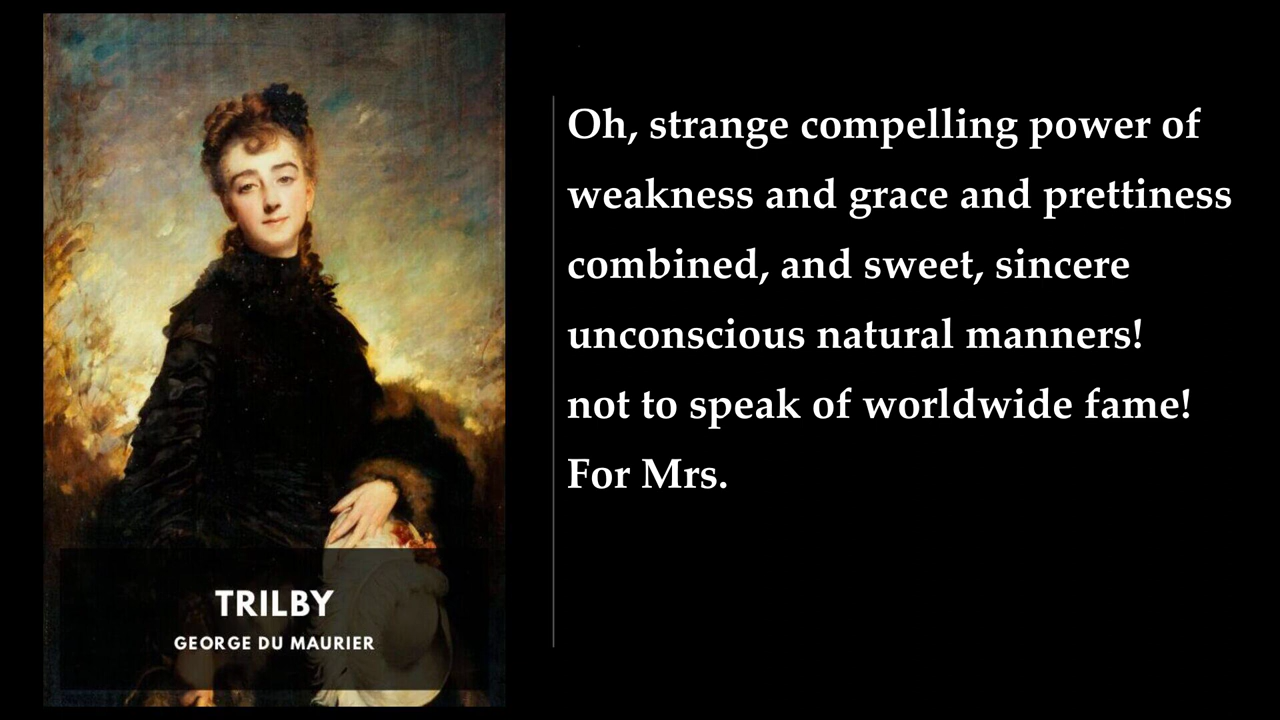 TRILBY
GEORGE DU MAURIER
Oh, strange compelling power of
weakness and grace and prettiness
combined, and sweet, sincere
unconscious natural manners!
not to speak of worldwide fame!
For Mrs.